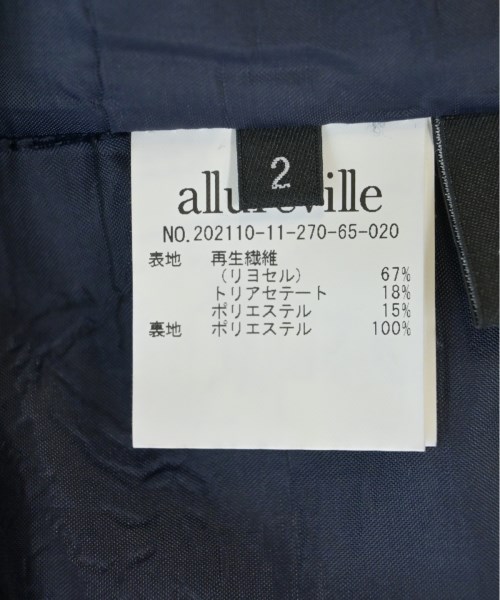 2
allureville
NO.202110-11-270-65-020
表地 再生繊維
(リヨセル) 67%
トリアセテート 18%
ポリエステル 15%
裏地 ポリエステル 100%